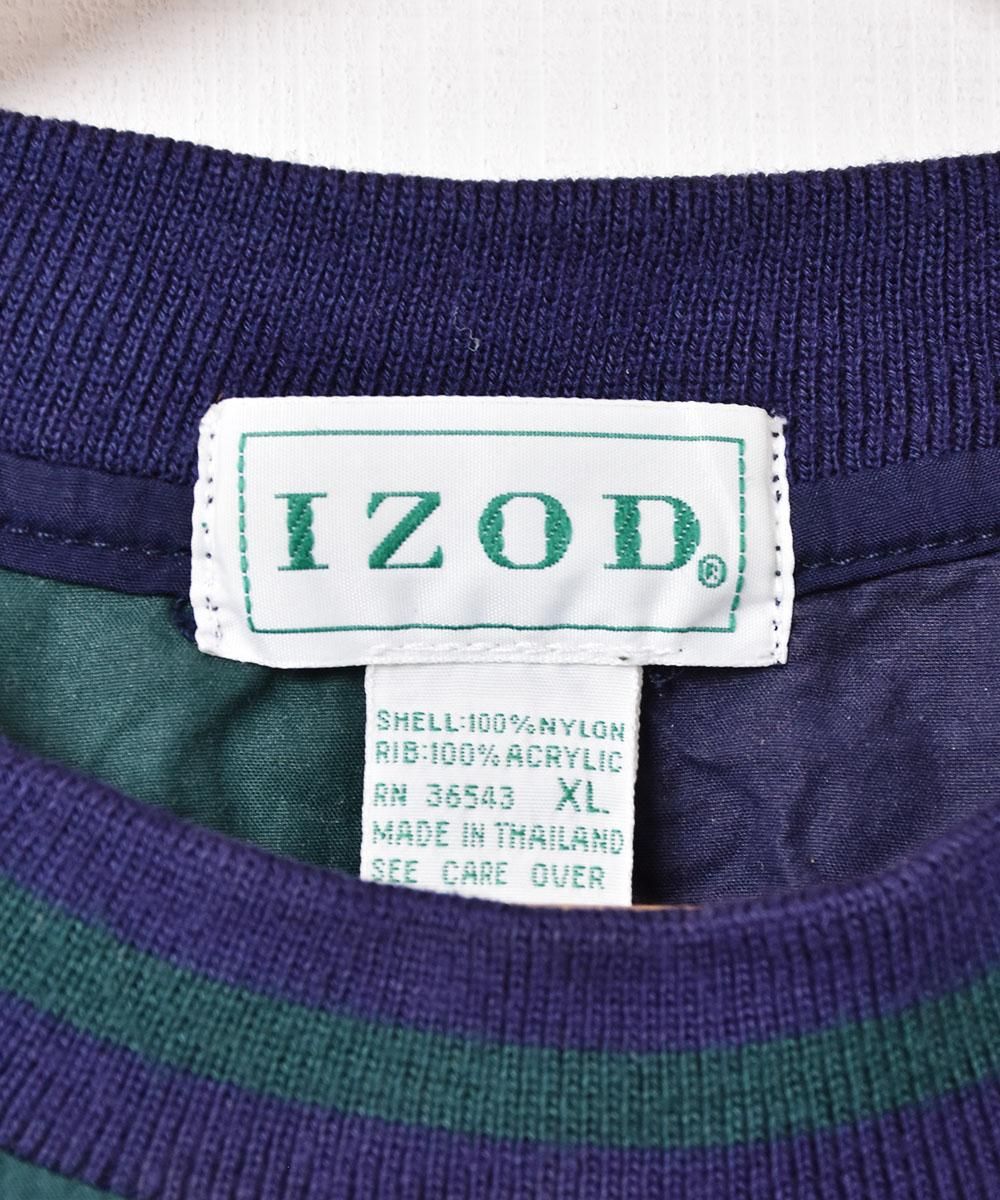 IZOD®
SHELL:100%NYLON
RIB:100%ACRYLIC
RN 36543 XL
MADE IN THAILAND
SEE CARE OVER